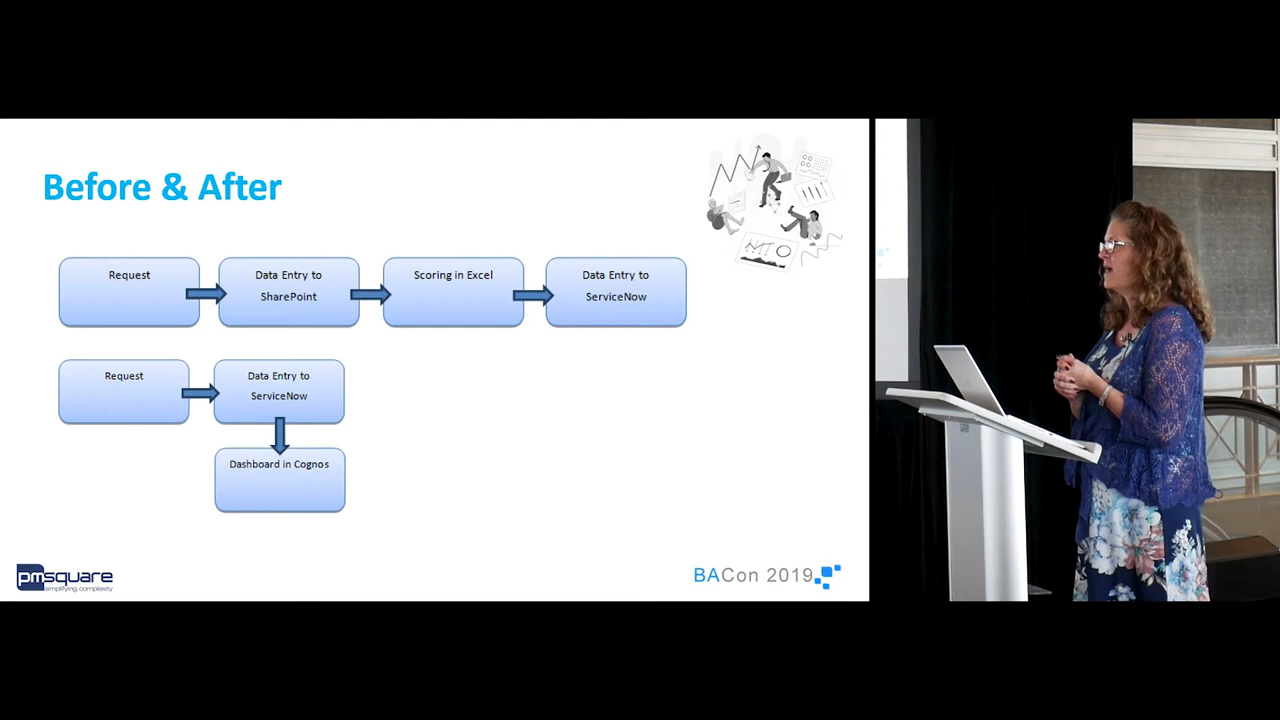 Before & After
Request
Data Entry to
SharePoint
Scoring in Excel
Data Entry to
ServiceNow
Request
Data Entry to
ServiceNow
Dashboard in Cognos
pmsquare
simplifying complexity
BACon 2019